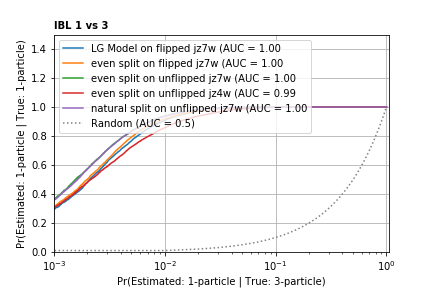 IBL 1 vs 3
Pr(Estimated: 1-particle | True: 1-particle)
1.4
1.2
1.0
0.8
0.6
0.4
0.2
0.0
LG Model on flipped jz7w (AUC = 1.00
even split on flipped jz7w (AUC = 1.00
even split on unflipped jz7w (AUC = 1.00
even split on unflipped jz4w (AUC = 0.99
natural split on unflipped jz7w (AUC = 1.00
Random (AUC = 0.5)
10⁻³ 10⁻² 10⁻¹ 10⁰
Pr(Estimated: 1-particle | True: 3-particle)